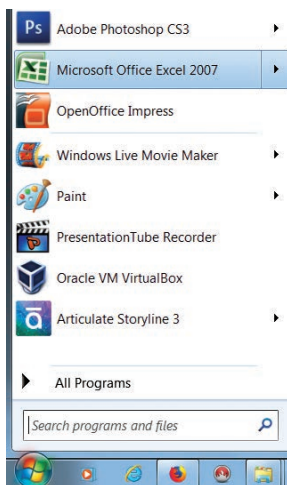 Ps Adobe Photoshop CS3
Microsoft Office Excel 2007
OpenOffice Impress
Windows Live Movie Maker
Paint
PresentationTube Recorder
Oracle VM VirtualBox
a Articulate Storyline 3
All Programs
Search programs and files